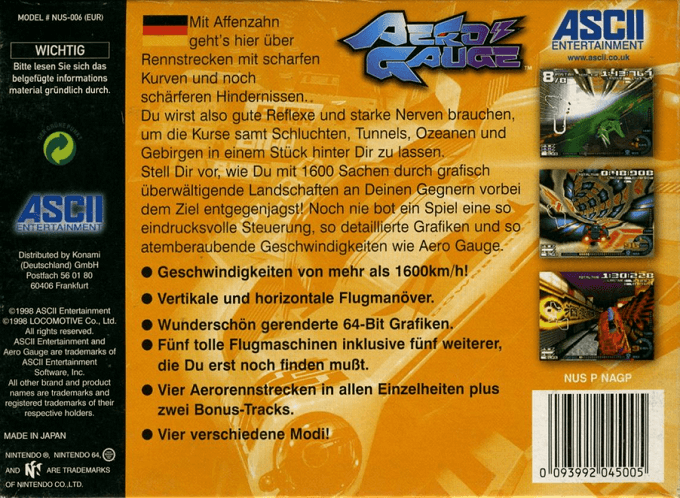 MODEL # NUS-006 (EUR)
WICHTIG
Bitte lesen Sie sich das
belgefügte informations
material gründlich durch.
ASCII
ENTERTAINMENT
Distributed by Konami
(Deutschland) GmbH
Postfach 56 01 80
60406 Frankfurt
©1998 ASCII Entertainment
©1998 LOCOMOTIVE Co., Ltd.
All rights reserved.
ASCII Entertainment and
Aero Gauge are trademarks of
ASCII Entertainment
Software, Inc.
All other brand and product
names are trademarks and
registered trademarks of their
respective holders.
MADE IN JAPAN
NINTENDO ®, NINTENDO 64,
AND N ARE TRADEMARKS
OF NINTENDO CO.,LTD.
Mit Affenzahn
geht's hier über
Rennstrecken mit scharfen
Kurven und noch
schärferen Hindernissen..
Du wirst also gute Reflexe und starke Nerven brauchen,
um die Kurse samt Schluchten, Tunnels, Ozeanen und
Gebirgen in einem Stück hinter Dir zu lassen.
Stell Dir vor, wie Du mit 1600 Sachen durch grafisch
überwältigende Landschaften an Deinen Gegnern vorbei
dem Ziel entgegenjagst! Noch nie bot ein Spiel eine so
eindrucksvolle Steuerung, so detaillierte Grafiken und so
atemberaubende Geschwindigkeiten wie Aero Gauge.
● Geschwindigkeiten von mehr als 1600km/h!
● Vertikale und horizontale Flugmanöver.
● Wunderschön gerenderte 64-Bit Grafiken.
● Fünf tolle Flugmaschinen inklusive fünf weiterer,
die Du erst noch finden mußt.
● Vier Aerorennstrecken in allen Einzelheiten plus
zwei Bonus-Tracks.
● Vier verschiedene Modi!
AERO
GAUGE™
ASCII
ENTERTAINMENT
www.ascii.co.uk
NUS P NAGP
0 093992 045005